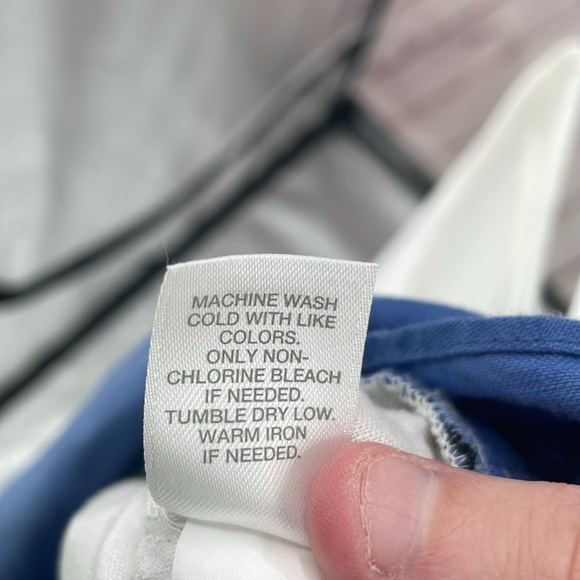 MACHINE WASH
COLD WITH LIKE
COLORS.
ONLY NON-
CHLORINE BLEACH
IF NEEDED.
TUMBLE DRY LOW.
WARM IRON
IF NEEDED.